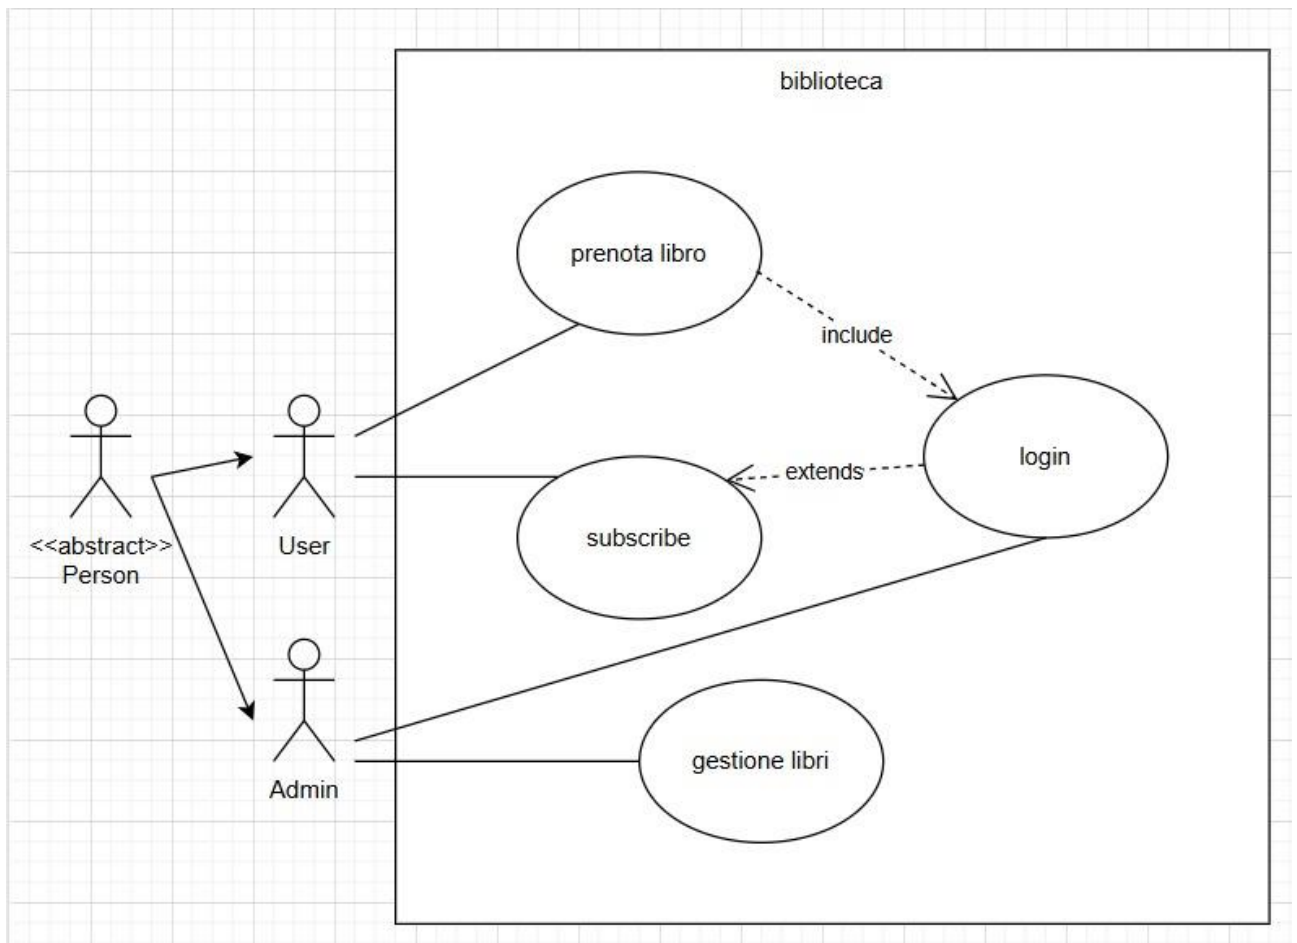 biblioteca
prenota libro
include
login
extends
subscribe
<<abstract>>
Person
User
Admin
gestione libri